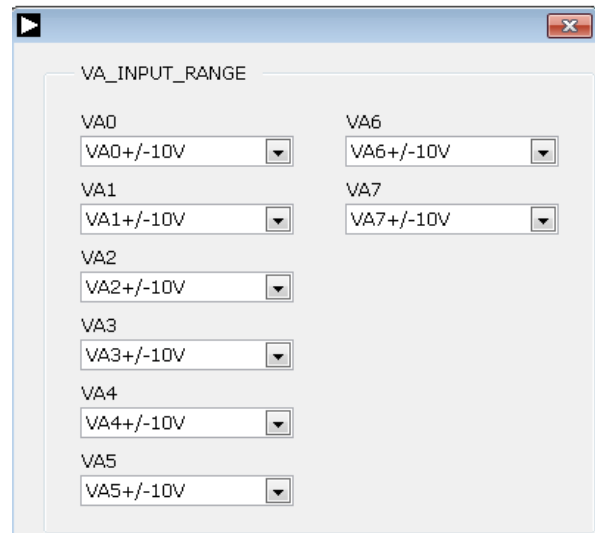 VA_INPUT_RANGE
VA0
VA0+/-10V
VA1
VA1+/-10V
VA2
VA2+/-10V
VA3
VA3+/-10V
VA4
VA4+/-10V
VA5
VA5+/-10V
VA6
VA6+/-10V
VA7
VA7+/-10V